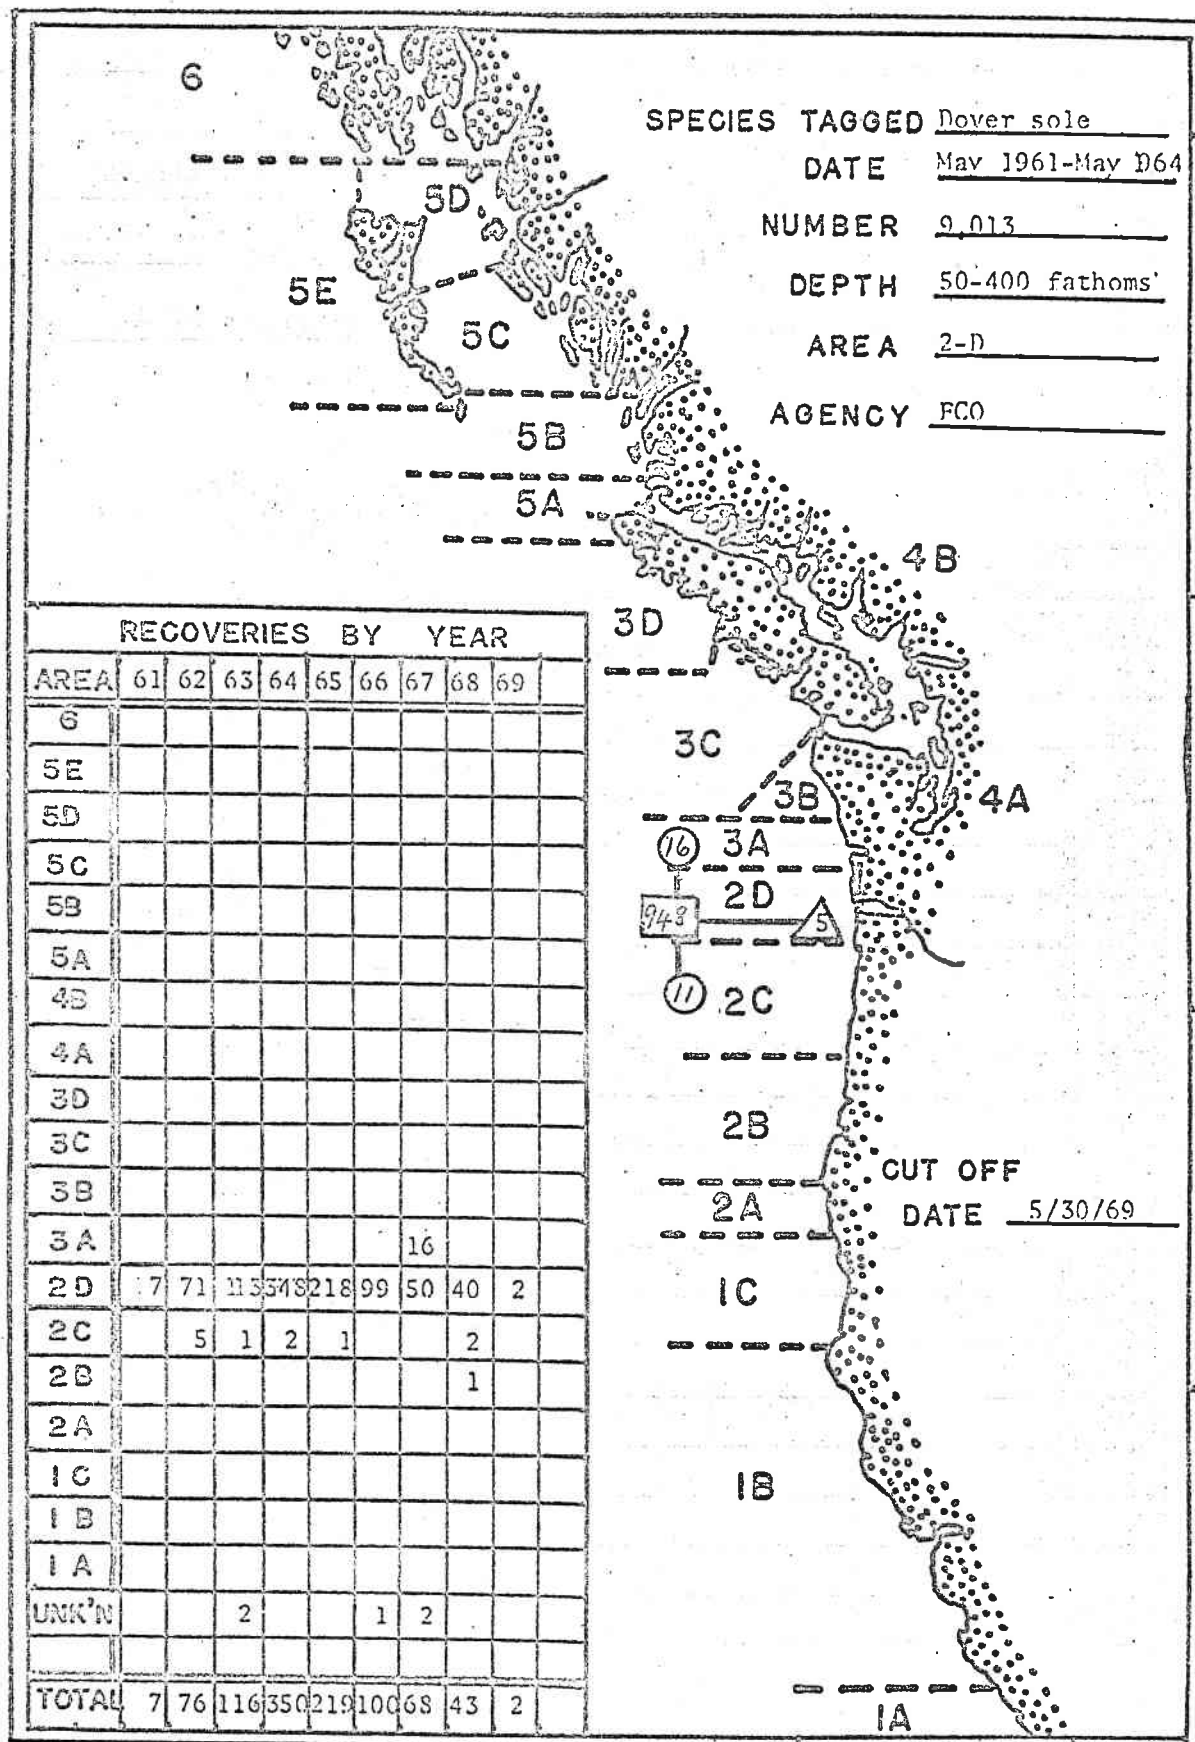 6
SPECIES TAGGED Dover sole
DATE May 1961-May 1964
5D
NUMBER 9,013
5E
DEPTH 50-400 fathoms'
5C
AREA 2-D
5B
AGENCY FCO
5A
4B
3D
3C
3B
4A
16
3A
2D
948
5
11
2C
2B
CUT OFF
DATE 5/30/69
2A
1C
1B
1A
RECOVERIES BY YEAR
AREA 61 62 63 64 65 66 67 68 69
6
5E
5D
5C
5B
5A
4B
4A
3D
3C
3B
3A 16
2D 7 71 113 348 218 99 50 40 2
2C 5 1 2 1 2
2B 1
2A
1C
1B
1A
UNK'N 2 1 2
TOTAL 7 76 116 350 219 100 68 43 2